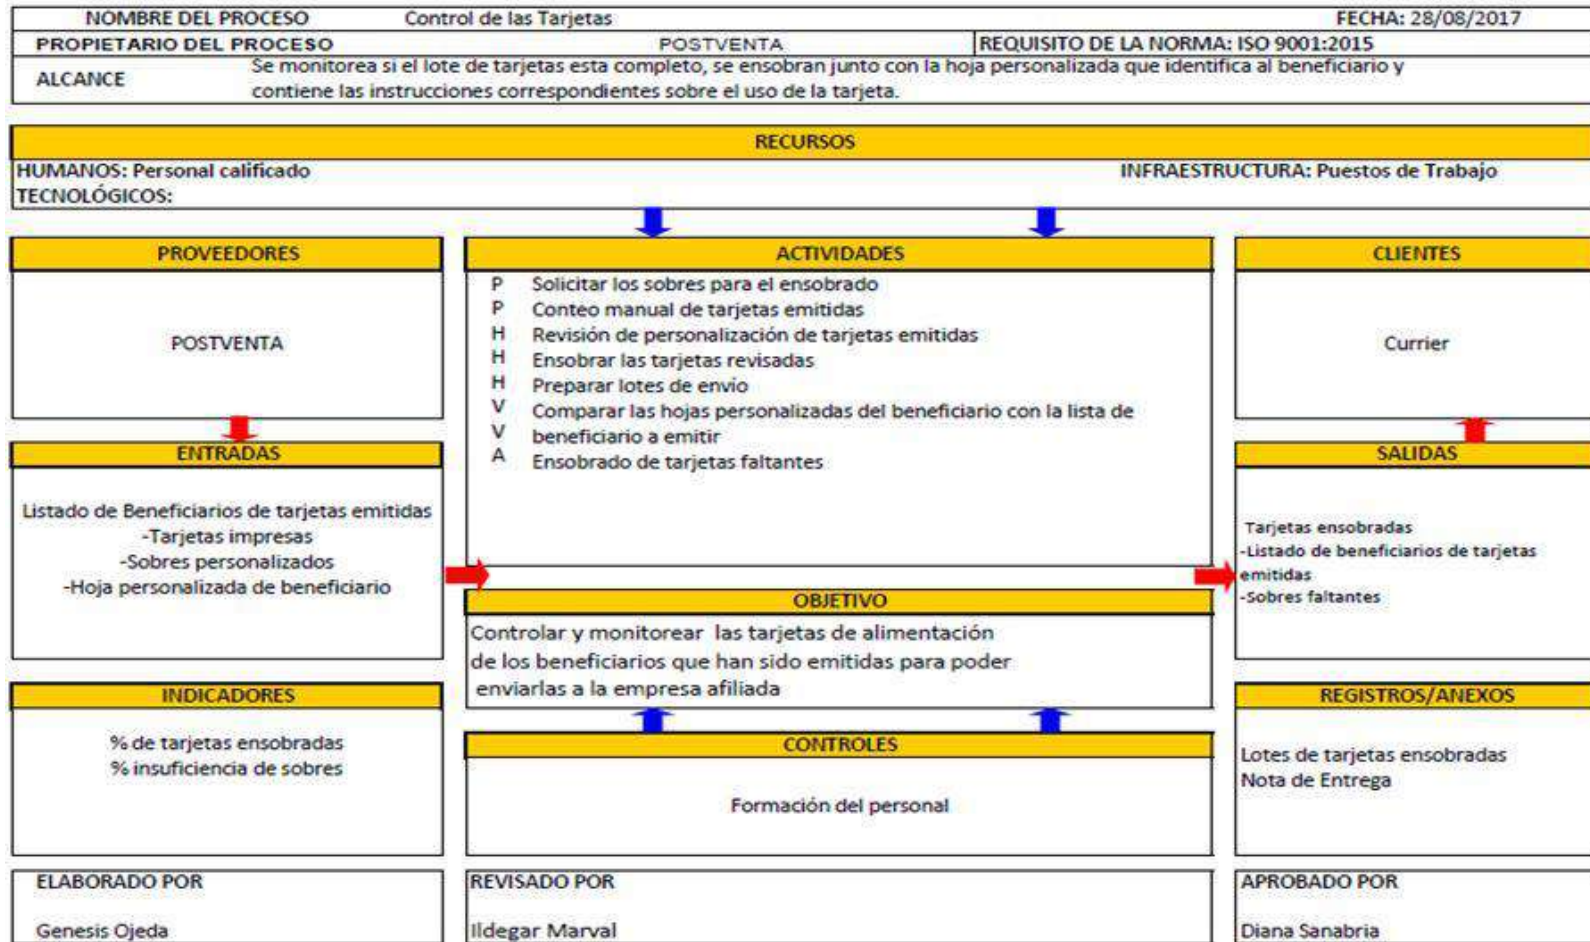 NOMBRE DEL PROCESO Control de las Tarjetas FECHA: 28/08/2017
PROPIETARIO DEL PROCESO POSTVENTA REQUISITO DE LA NORMA: ISO 9001:2015
ALCANCE
Se monitorea si el lote de tarjetas esta completo, se ensobran junto con la hoja personalizada que identifica al beneficiario y
contiene las instrucciones correspondientes sobre el uso de la tarjeta.
RECURSOS
HUMANOS: Personal calificado INFRAESTRUCTURA: Puestos de Trabajo
TECNOLÓGICOS:
PROVEEDORES
POSTVENTA
ENTRADAS
Listado de Beneficiarios de tarjetas emitidas
-Tarjetas impresas
-Sobres personalizados
-Hoja personalizada de beneficiario
INDICADORES
% de tarjetas ensobradas
% insuficiencia de sobres
ACTIVIDADES
P Solicitar los sobres para el ensobrado
P Conteo manual de tarjetas emitidas
H Revisión de personalización de tarjetas emitidas
H Ensobrar las tarjetas revisadas
H Preparar lotes de envío
V Comparar las hojas personalizadas del beneficiario con la lista de
V beneficiario a emitir
A Ensobrado de tarjetas faltantes
OBJETIVO
Controlar y monitorear las tarjetas de alimentación
de los beneficiarios que han sido emitidas para poder
enviarlas a la empresa afiliada
CONTROLES
Formación del personal
CLIENTES
Currier
SALIDAS
Tarjetas ensobradas
-Listado de beneficiarios de tarjetas
emitidas
-Sobres faltantes
REGISTROS/ANEXOS
Lotes de tarjetas ensobradas
Nota de Entrega
ELABORADO POR
Genesis Ojeda
REVISADO POR
Ildegar Marval
APROBADO POR
Diana Sanabria